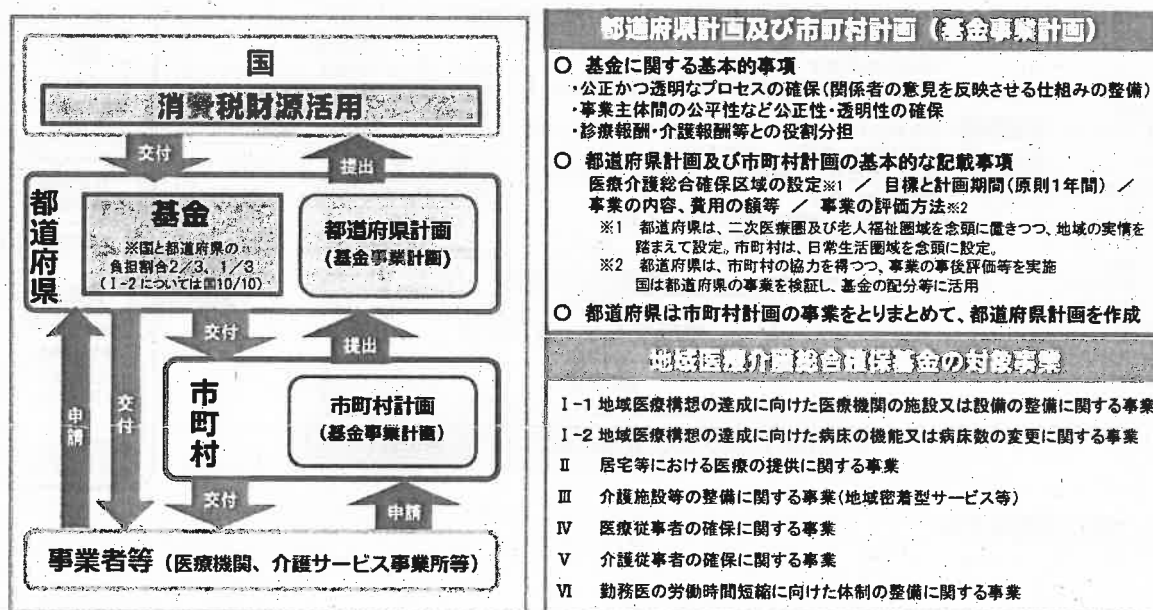 国
消費税財源活用
交付
提出
都道府県
基金
※国と都道府県の
負担割合2/3、1/3
(Ⅰ-2については国10/10)
都道府県計画
(基金事業計画)
申請
交付
交付
提出
市町村
市町村計画
(基金事業計画)
交付
申請
事業者等(医療機関、介護サービス事業所等)
都道府県計画及び市町村計画(基金事業計画)
○ 基金に関する基本的事項
・公正かつ透明なプロセスの確保(関係者の意見を反映させる仕組みの整備)
・事業主体間の公平性など公正性・透明性の確保
・診療報酬・介護報酬等との役割分担
○ 都道府県計画及び市町村計画の基本的な記載事項
医療介護総合確保区域の設定※1 / 目標と計画期間(原則1年間) /
事業の内容、費用の額等 / 事業の評価方法※2
※1 都道府県は、二次医療圏及び老人福祉圏域を念頭に置きつつ、地域の実情を
踏まえて設定。市町村は、日常生活圏域を念頭に設定。
※2 都道府県は、市町村の協力を得つつ、事業の事後評価等を実施
国は都道府県の事業を検証し、基金の配分等に活用
○ 都道府県は市町村計画の事業をとりまとめて、都道府県計画を作成
地域医療介護総合確保基金の対象事業
Ⅰ-1 地域医療構想の達成に向けた医療機関の施設又は設備の整備に関する事業
Ⅰ-2 地域医療構想の達成に向けた病床の機能又は病床数の変更に関する事業
Ⅱ 居宅等における医療の提供に関する事業
Ⅲ 介護施設等の整備に関する事業(地域密着型サービス等)
Ⅳ 医療従事者の確保に関する事業
Ⅴ 介護従事者の確保に関する事業
Ⅵ 勤務医の労働時間短縮に向けた体制の整備に関する事業